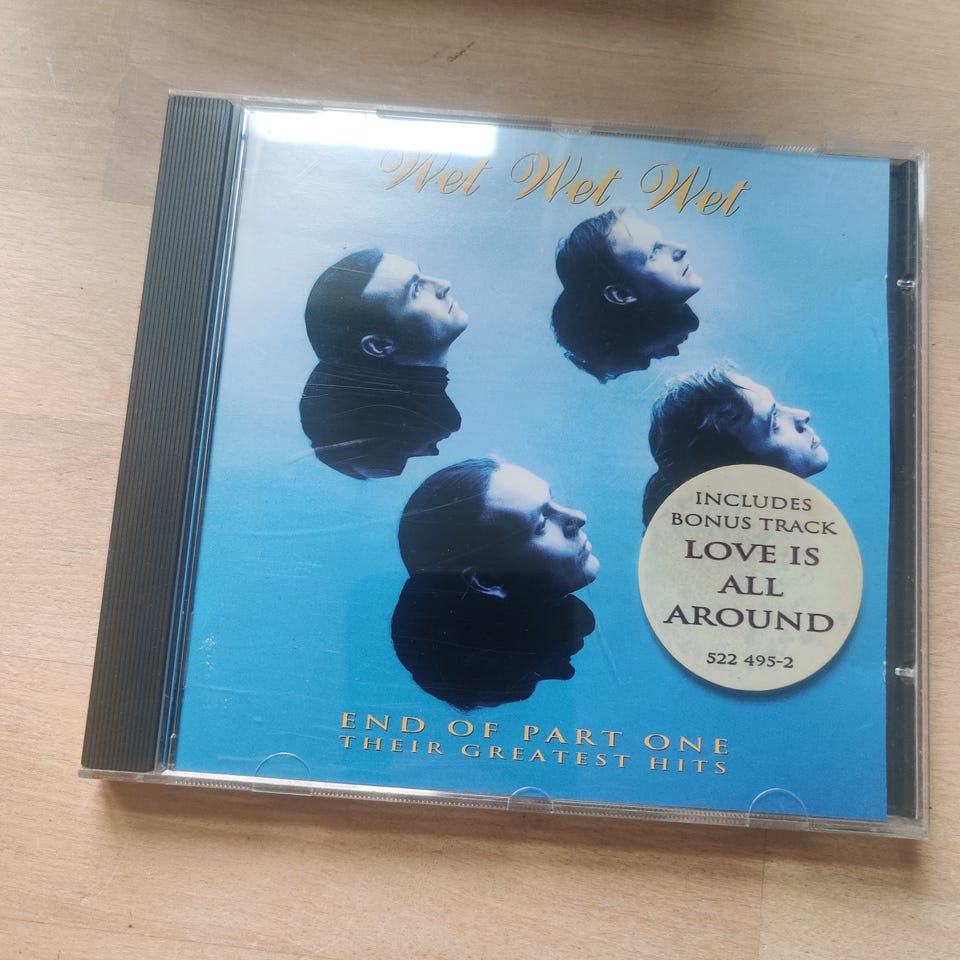 Wet Wet Wet
INCLUDES
BONUS TRACK
LOVE IS
ALL
AROUND
522 495-2
END OF PART ONE
THEIR GREATEST HITS